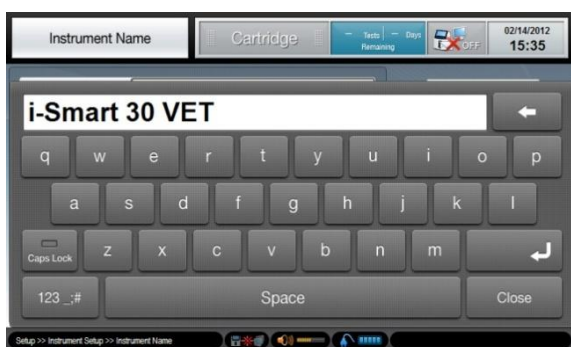 Instrument Name
Cartridge
– Tests – Days
Remaining
OFF
02/14/2012
15:35
i-Smart 30 VET
q w e r t y u i o p
a s d f g h j k l
Caps Lock z x c v b n m
123 _;# Space Close
Setup >> Instrument Setup >> Instrument Name